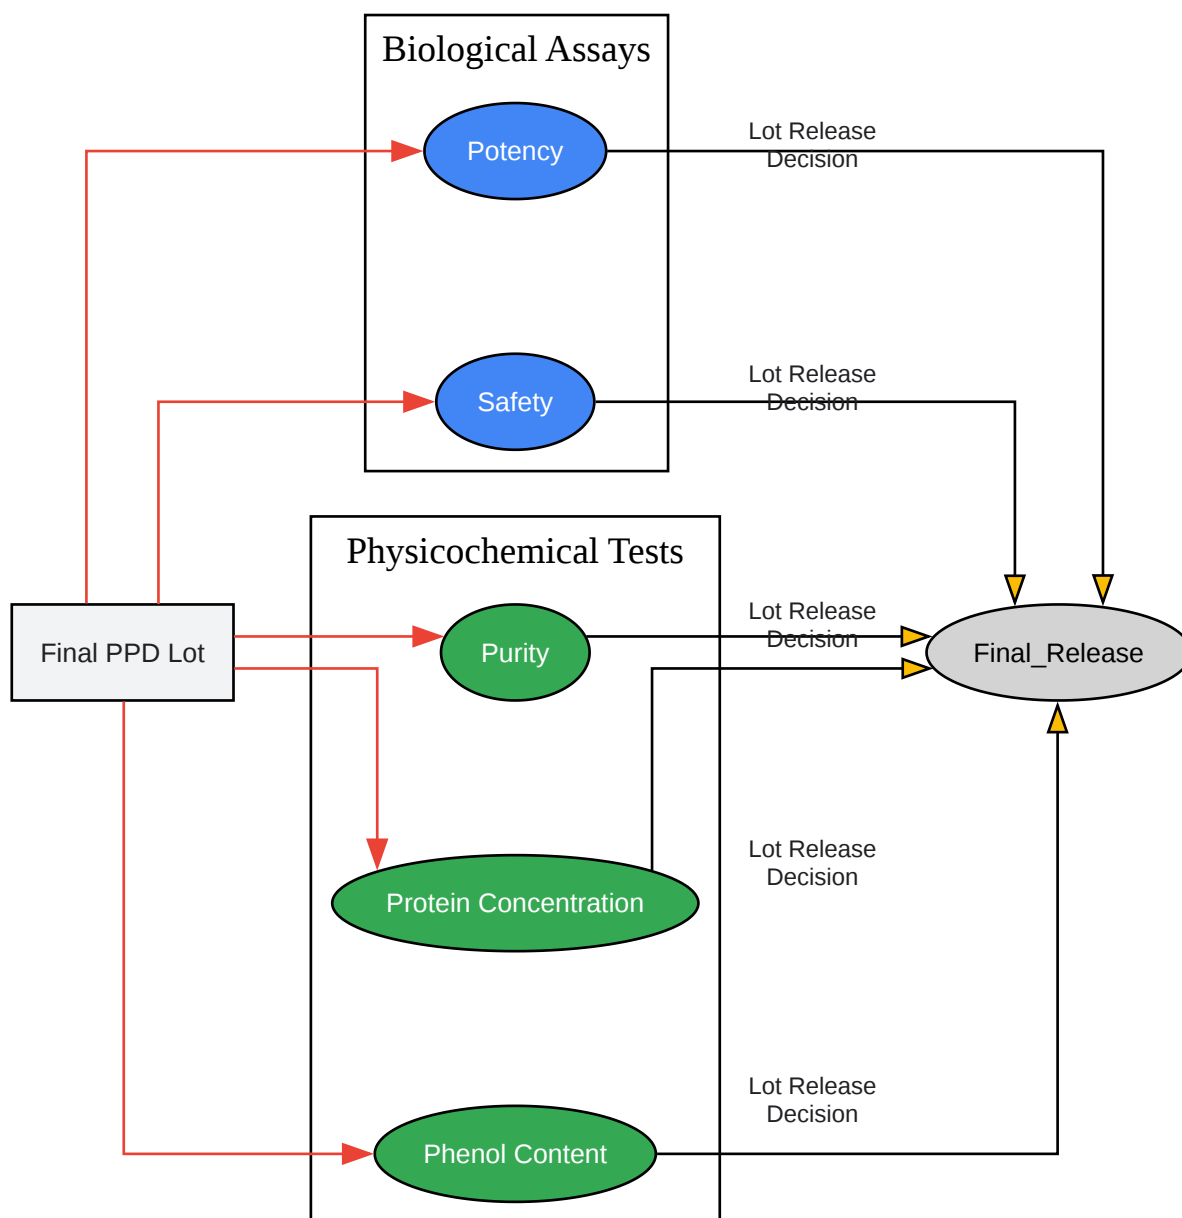 Biological Assays
Potency
Lot Release
Decision
Safety
Lot Release
Decision
Physicochemical Tests
Final PPD Lot
Purity
Lot Release
Decision
Final_Release
Protein Concentration
Lot Release
Decision
Phenol Content
Lot Release
Decision